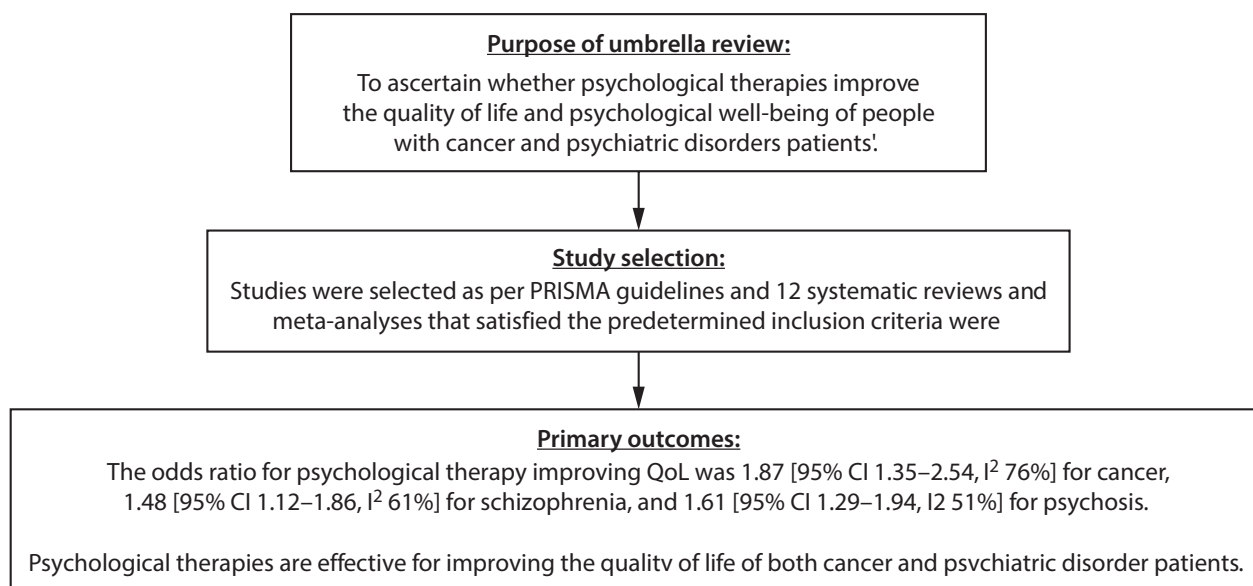 Purpose of umbrella review:
To ascertain whether psychological therapies improve
the quality of life and psychological well-being of people
with cancer and psychiatric disorders patients'.
Study selection:
Studies were selected as per PRISMA guidelines and 12 systematic reviews and
meta-analyses that satisfied the predetermined inclusion criteria were
Primary outcomes:
The odds ratio for psychological therapy improving QoL was 1.87 [95% CI 1.35–2.54, I² 76%] for cancer,
1.48 [95% CI 1.12–1.86, I² 61%] for schizophrenia, and 1.61 [95% CI 1.29–1.94, I2 51%] for psychosis.
Psychological therapies are effective for improving the quality of life of both cancer and psychiatric disorder patients.